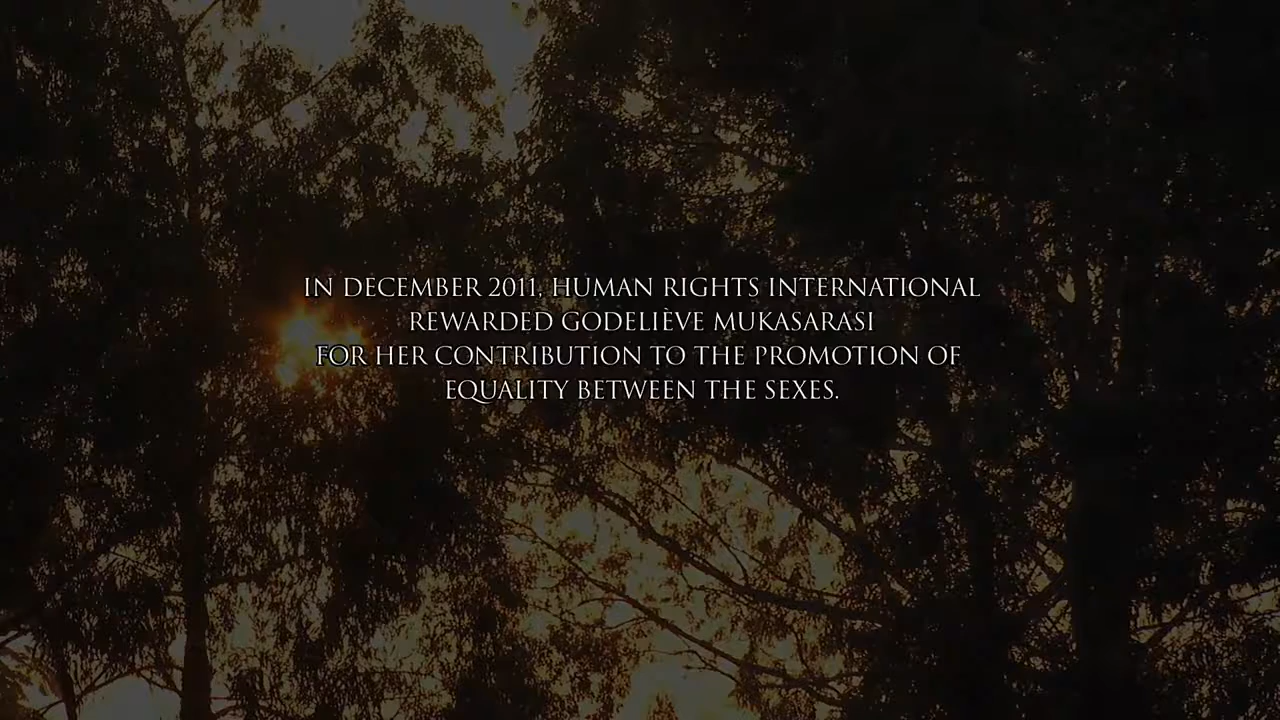 IN DECEMBER 2011, HUMAN RIGHTS INTERNATIONAL
REWARDED GODELIÈVE MUKASARASI
FOR HER CONTRIBUTION TO THE PROMOTION OF
EQUALITY BETWEEN THE SEXES.